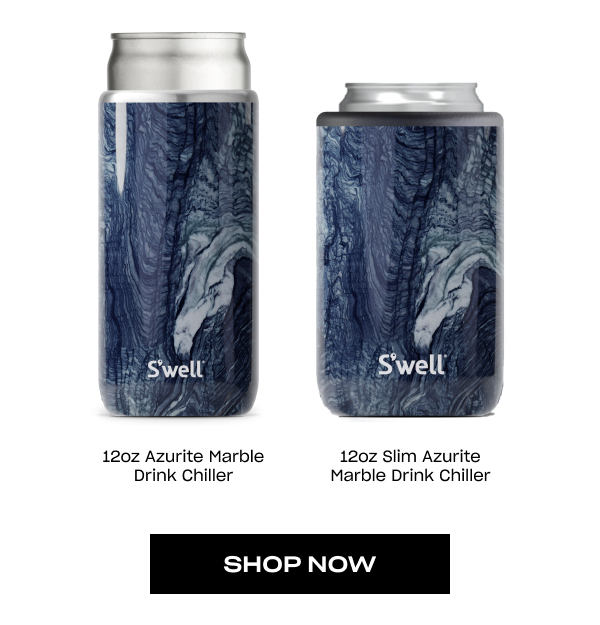 S'well
S'well
12oz Azurite Marble
Drink Chiller
12oz Slim Azurite
Marble Drink Chiller
SHOP NOW